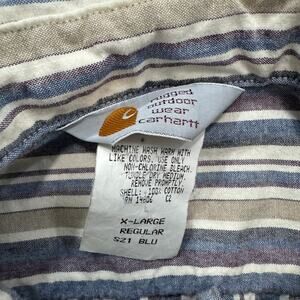 rugged
outdoor
wear
carhartt
MACHINE WASH WARM WITH
LIKE COLORS. USE ONLY
NON-CHLORINE BLEACH.
TUMBLE DRY MEDIUM.
REMOVE PROMPTLY.
SHELL: 100% COTTON
RN 14806 C2
X-LARGE
REGULAR
S21 BLU